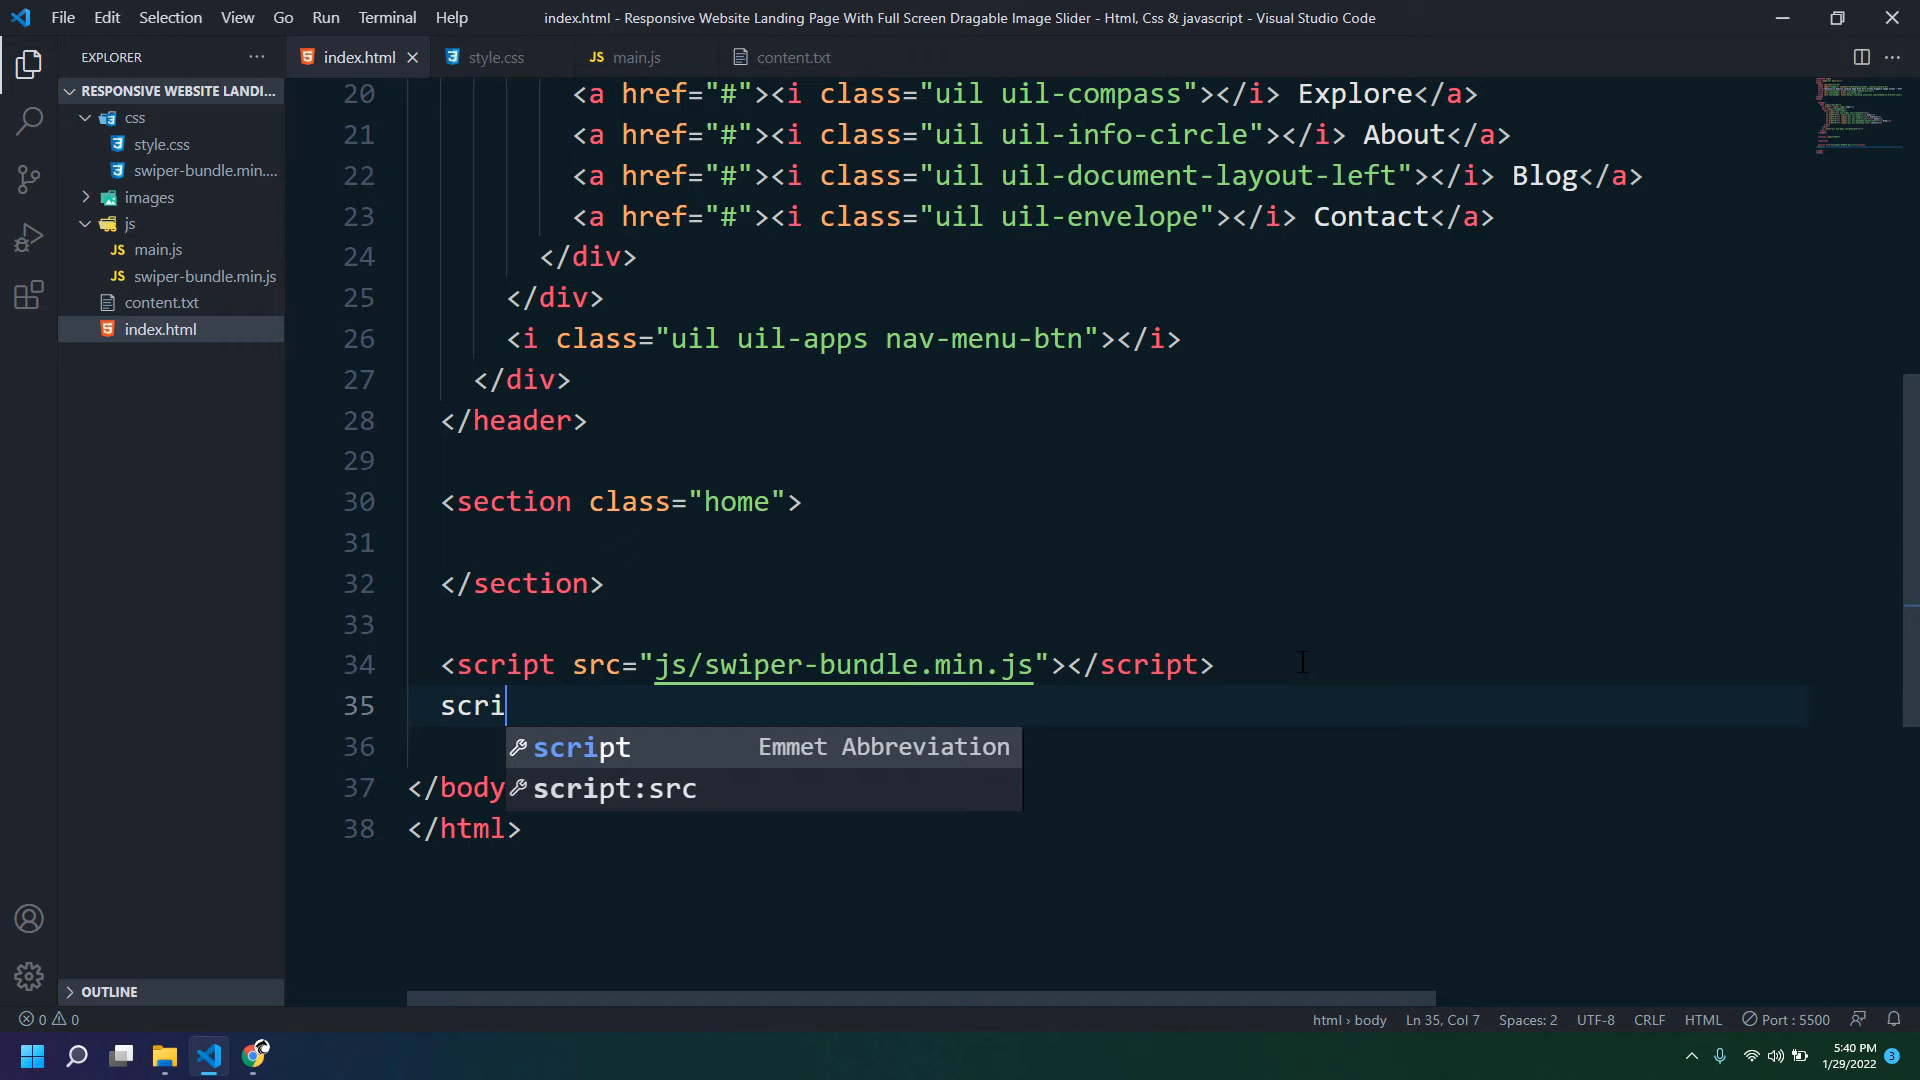 File Edit Selection View Go Run Terminal Help
index.html - Responsive Website Landing Page With Full Screen Dragable Image Slider - Html, Css & javascript - Visual Studio Code
EXPLORER
index.html
style.css
JS main.js
content.txt
RESPONSIVE WEBSITE LANDI...
css
style.css
swiper-bundle.min....
images
js
JS main.js
JS swiper-bundle.min.js
content.txt
index.html
20 <a href="#"><i class="uil uil-compass"></i> Explore</a>
21 <a href="#"><i class="uil uil-info-circle"></i> About</a>
22 <a href="#"><i class="uil uil-document-layout-left"></i> Blog</a>
23 <a href="#"><i class="uil uil-envelope"></i> Contact</a>
24 </div>
25 </div>
26 <i class="uil uil-apps nav-menu-btn"></i>
27 </div>
28 </header>
29
30 <section class="home">
31
32 </section>
33
34 <script src="js/swiper-bundle.min.js"></script>
35 scri
36 script Emmet Abbreviation
37 </body script:src
38 </html>
OUTLINE
0 0
html › body Ln 35, Col 7 Spaces: 2 UTF-8 CRLF HTML Port : 5500
5:40 PM
1/29/2022 3